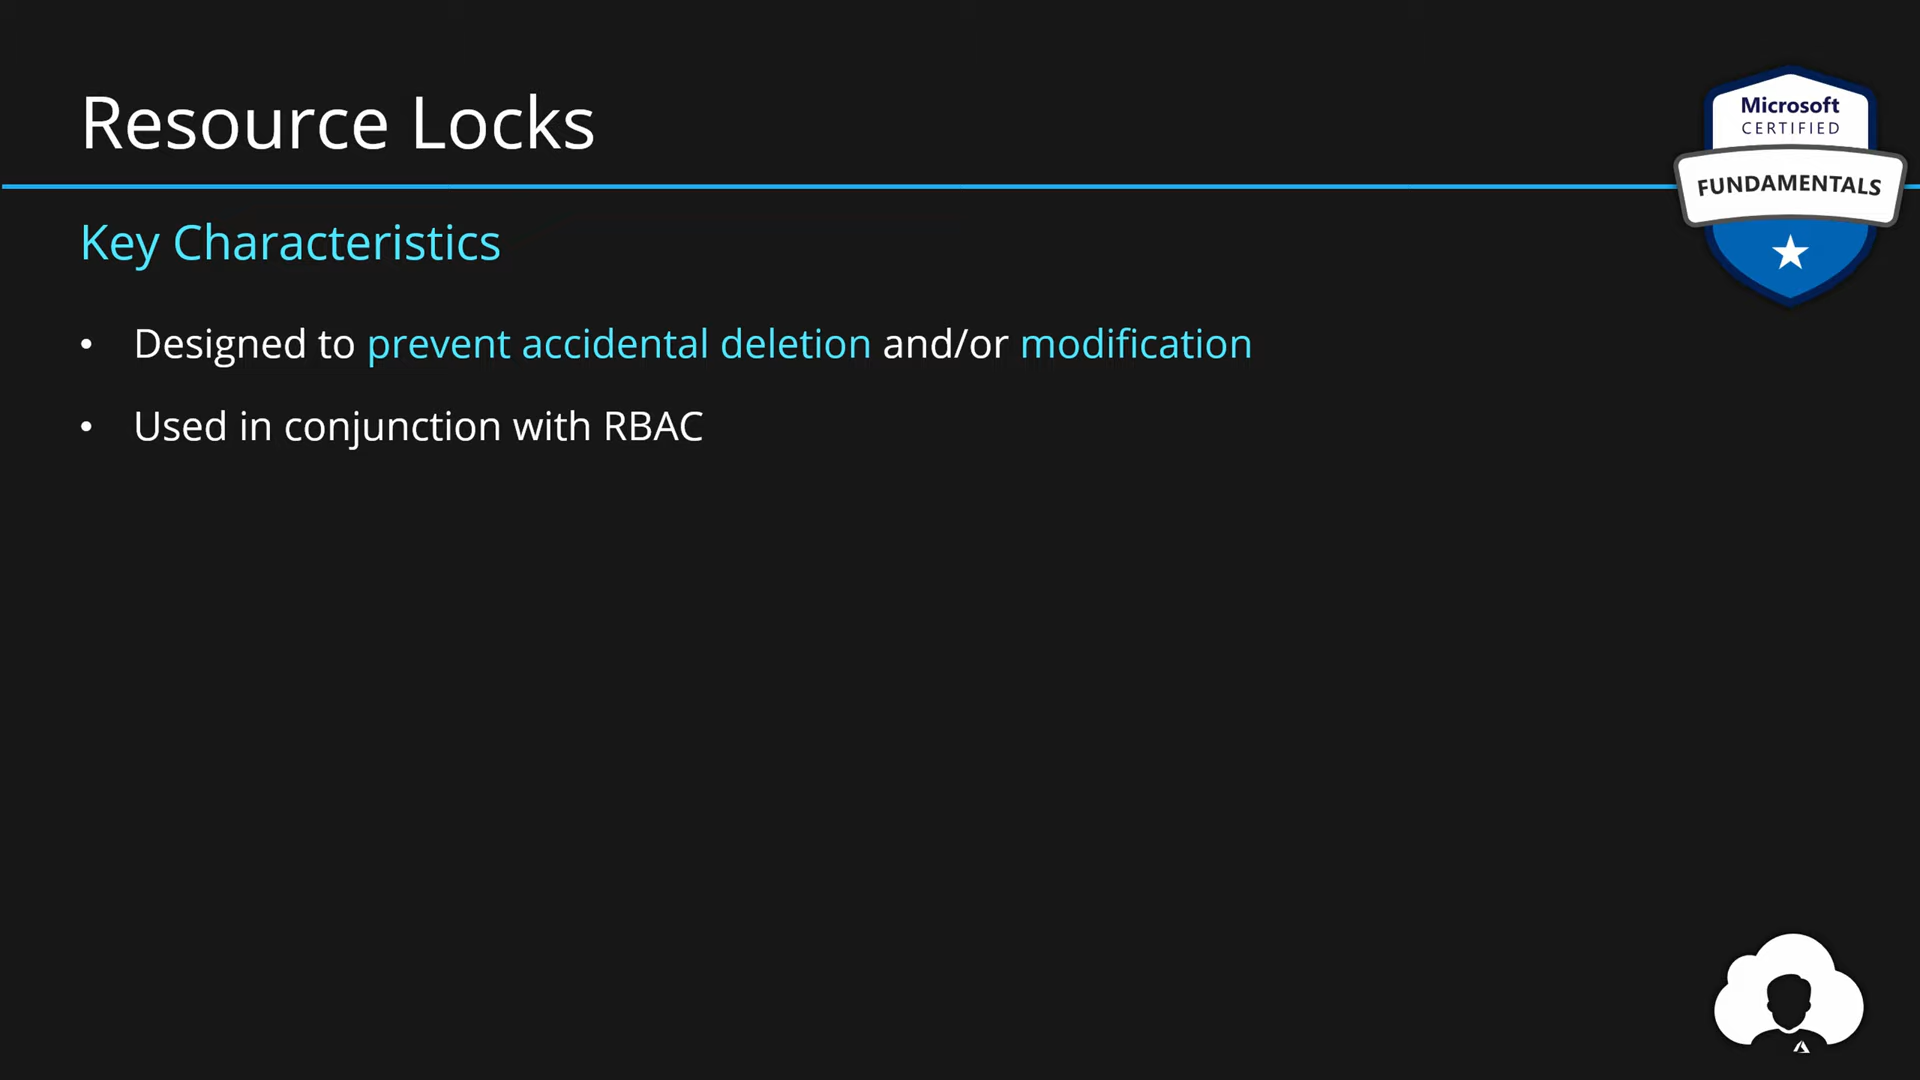 Resource Locks
Microsoft
CERTIFIED
FUNDAMENTALS
Key Characteristics
• Designed to prevent accidental deletion and/or modification
• Used in conjunction with RBAC